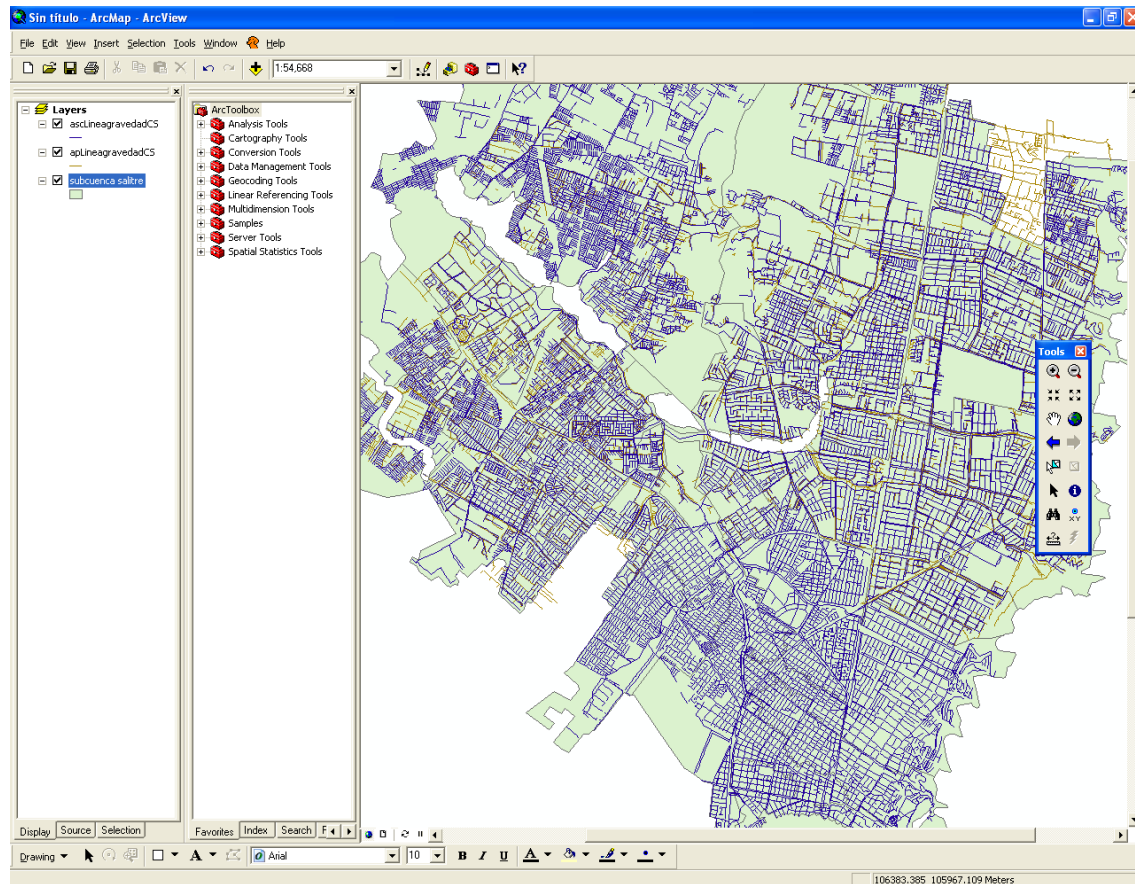 Sin título - ArcMap - ArcView
File Edit View Insert Selection Tools Window Help
1:54,668
Layers
ascLineagravedadCS
apLineagravedadCS
subcuenca salitre
ArcToolbox
Analysis Tools
Cartography Tools
Conversion Tools
Data Management Tools
Geocoding Tools
Linear Referencing Tools
Multidimension Tools
Samples
Server Tools
Spatial Statistics Tools
Tools
XY
Display Source Selection
Favorites Index Search F
Drawing A Arial 10 B I U A
106383.385 105967.109 Meters